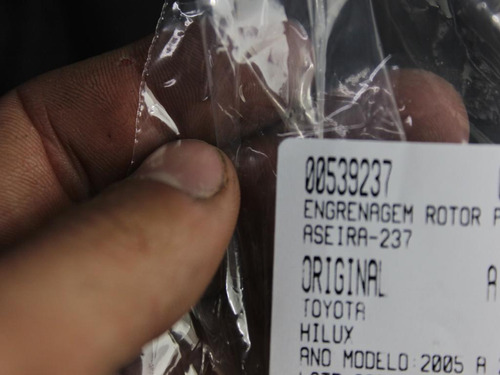 00539237
ENGRENAGEM ROTOR
ASEIRA-237
ORIGINAL A
TOYOTA
HILUX
ANO MODELO:2005 A